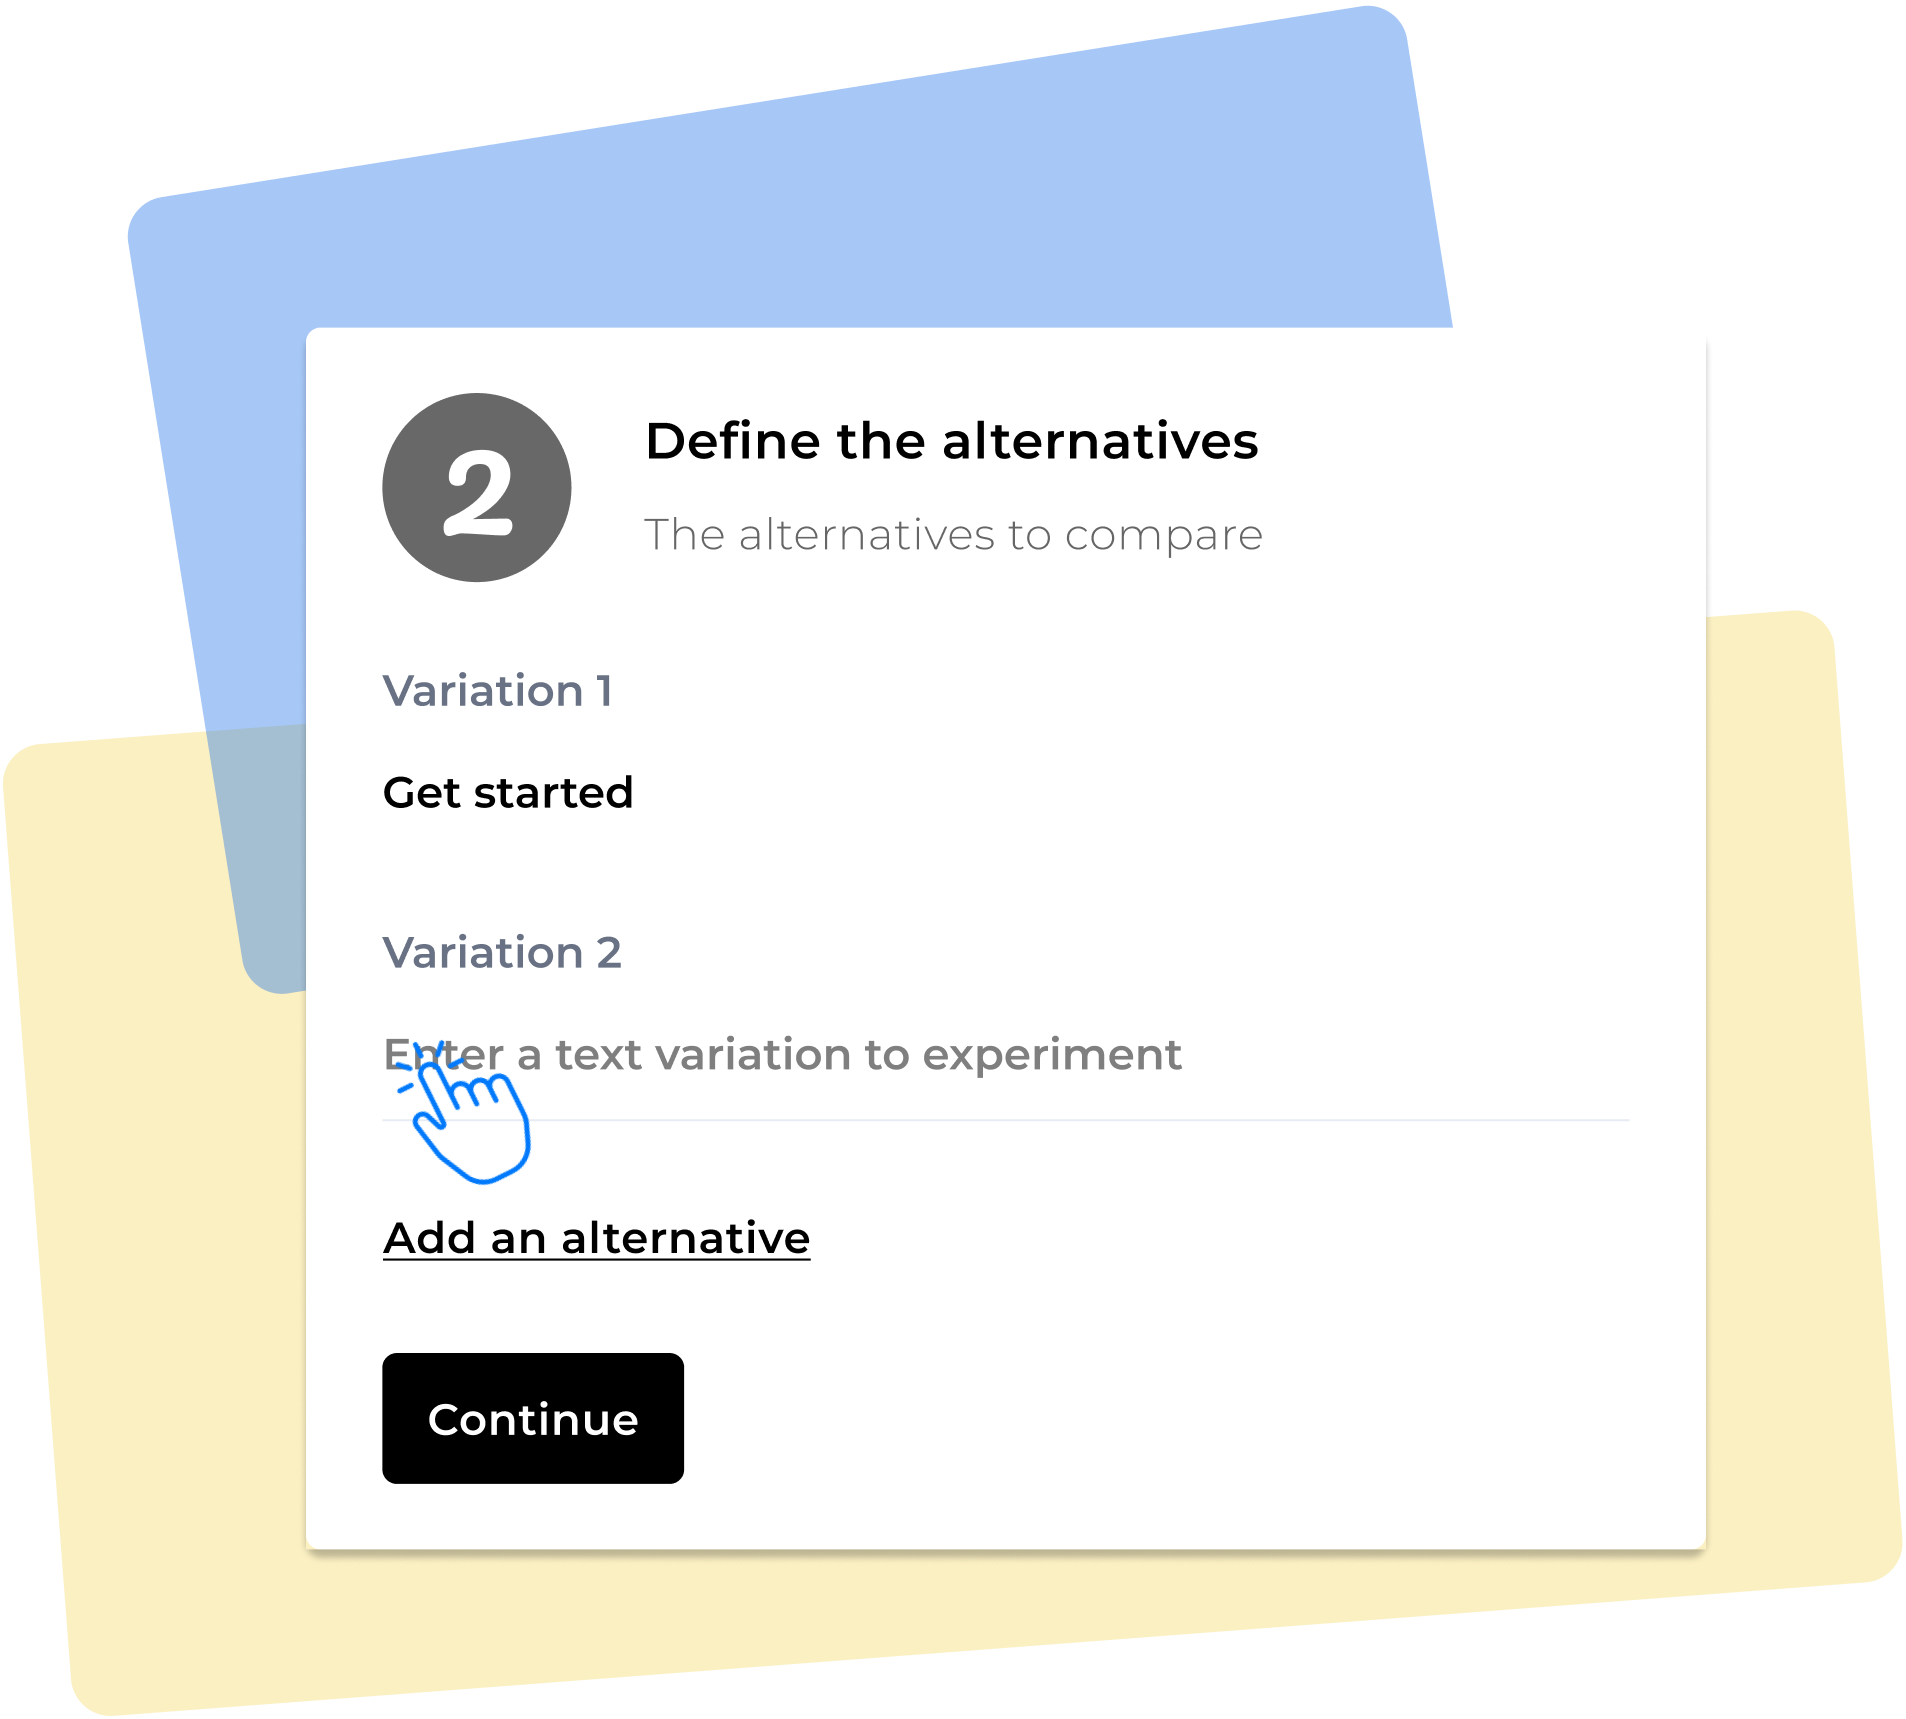 2
Define the alternatives
The alternatives to compare
Variation 1
Get started
Variation 2
Enter a text variation to experiment
Add an alternative
Continue